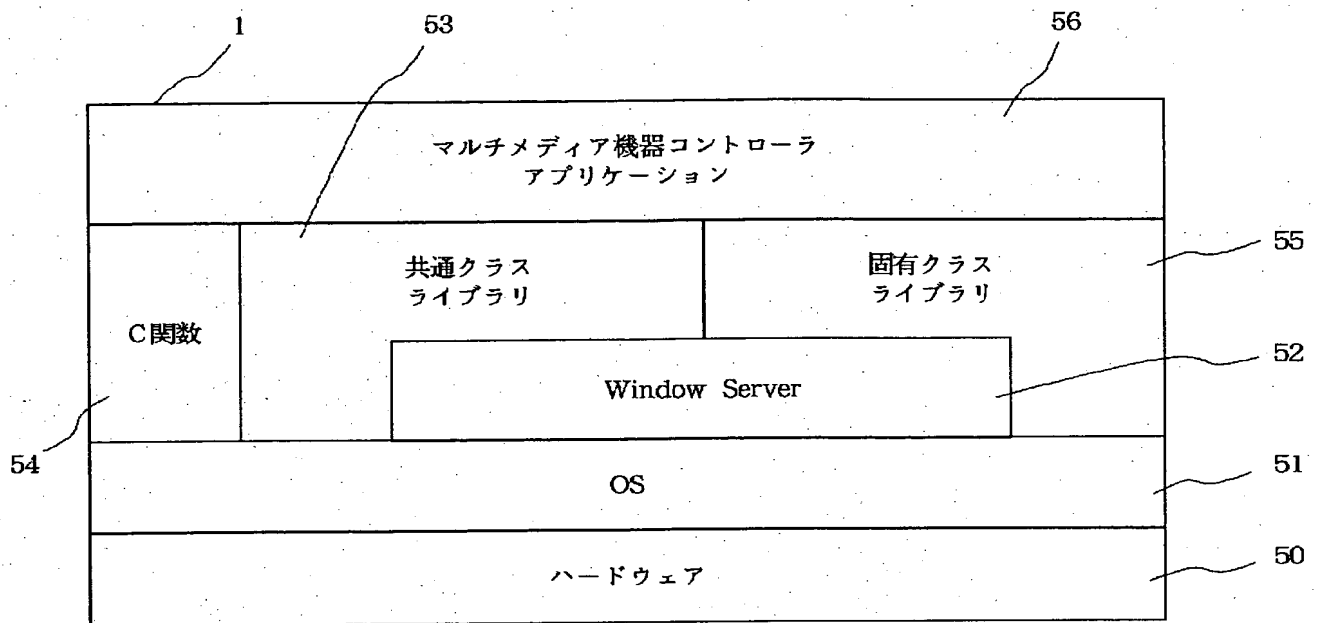 1
53
56
マルチメディア機器コントローラ
アプリケーション
共通クラス
ライブラリ
固有クラス
ライブラリ
55
C関数
Window Server
52
54
OS
51
ハードウェア
50